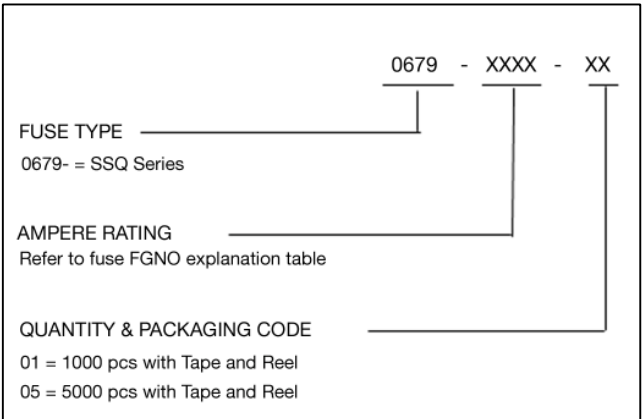 0679 - XXXX - XX
FUSE TYPE
0679- = SSQ Series
AMPERE RATING
Refer to fuse FGNO explanation table
QUANTITY & PACKAGING CODE
01 = 1000 pcs with Tape and Reel
05 = 5000 pcs with Tape and Reel